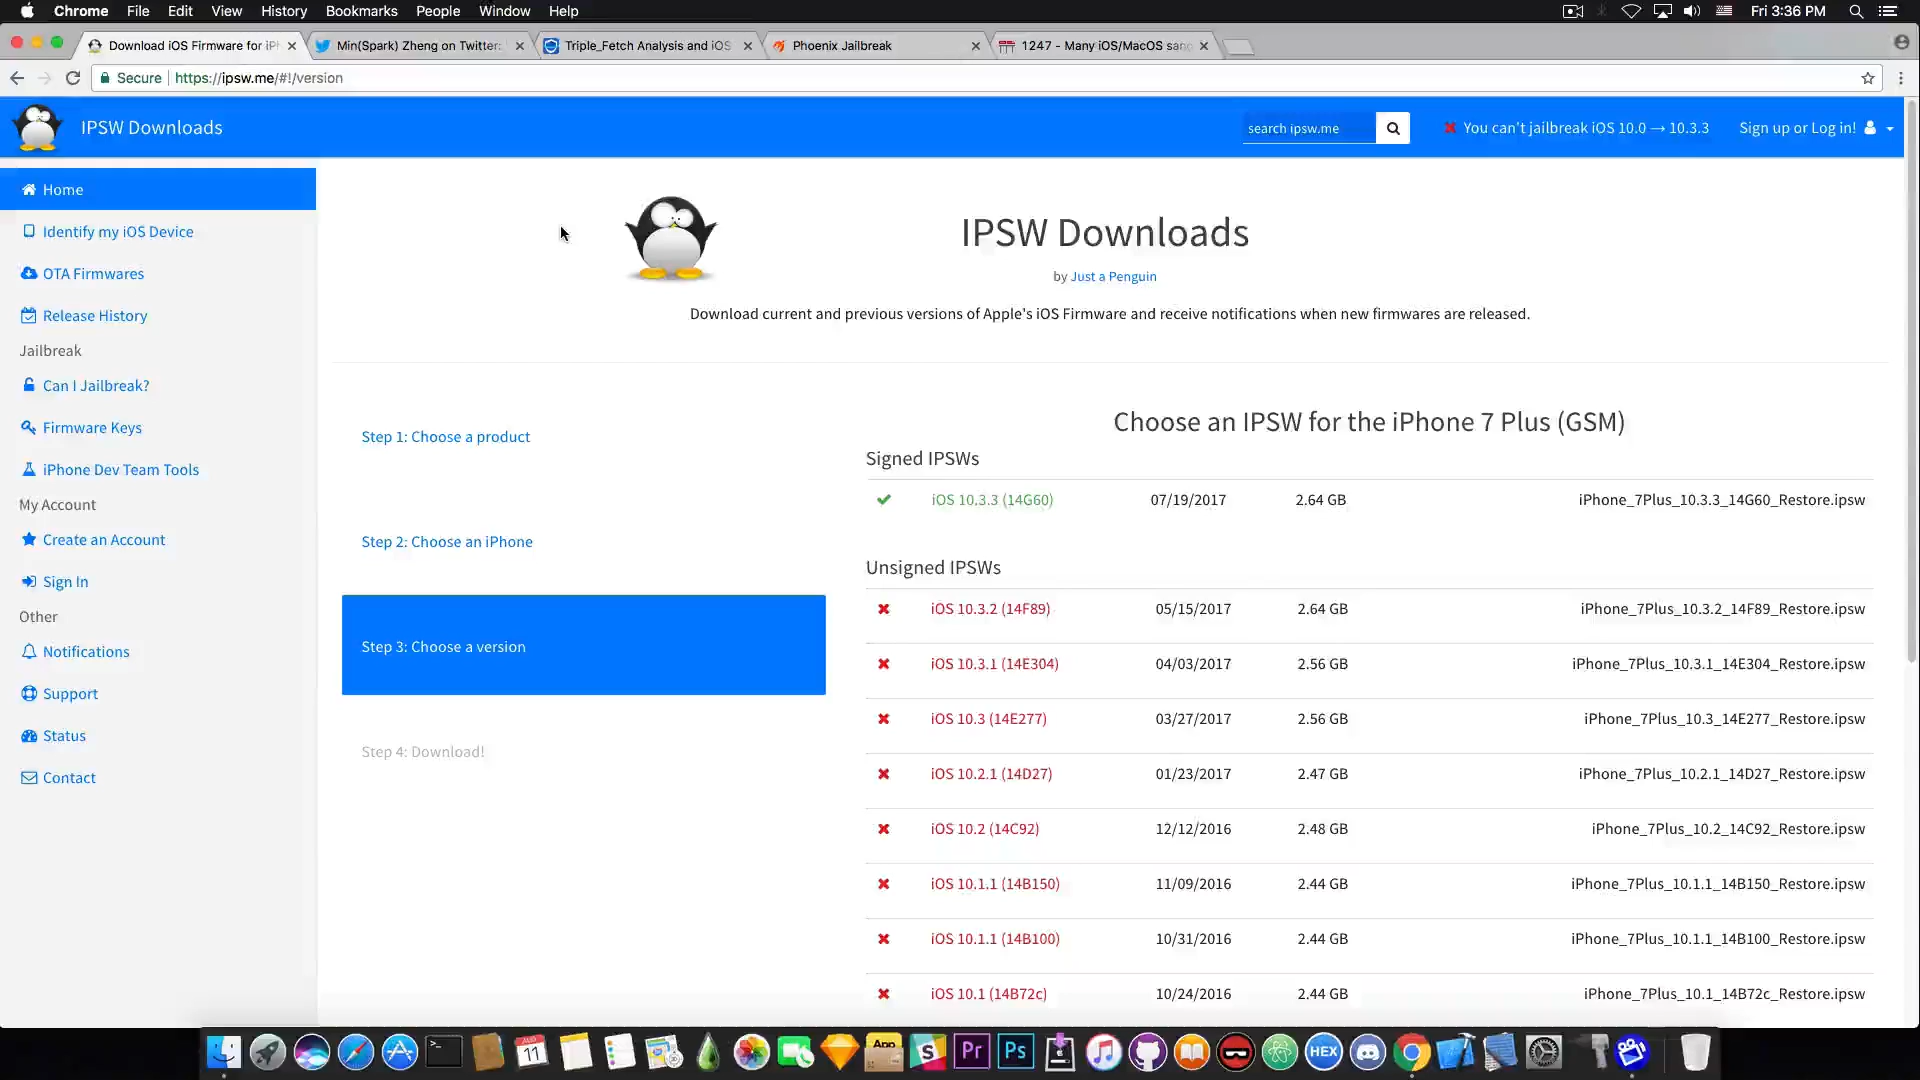 Chrome File Edit View History Bookmarks People Window Help Fri 3:36 PM
Download iOS Firmware for iP Min(Spark) Zheng on Twitter: Triple_Fetch Analysis and iOS Phoenix Jailbreak 1247 - Many iOS/MacOS san
Secure https://ipsw.me/#!/version
IPSW Downloads search ipsw.me You can't jailbreak iOS 10.0 → 10.3.3 Sign up or Log in!
Home
Identify my iOS Device
OTA Firmwares
Release History
Jailbreak
Can I Jailbreak?
Firmware Keys
iPhone Dev Team Tools
My Account
Create an Account
Sign In
Other
Notifications
Support
Status
Contact
IPSW Downloads
by Just a Penguin
Download current and previous versions of Apple's iOS Firmware and receive notifications when new firmwares are released.
Step 1: Choose a product
Step 2: Choose an iPhone
Step 3: Choose a version
Step 4: Download!
Choose an IPSW for the iPhone 7 Plus (GSM)
Signed IPSWs
iOS 10.3.3 (14G60) 07/19/2017 2.64 GB iPhone_7Plus_10.3.3_14G60_Restore.ipsw
Unsigned IPSWs
iOS 10.3.2 (14F89) 05/15/2017 2.64 GB iPhone_7Plus_10.3.2_14F89_Restore.ipsw
iOS 10.3.1 (14E304) 04/03/2017 2.56 GB iPhone_7Plus_10.3.1_14E304_Restore.ipsw
iOS 10.3 (14E277) 03/27/2017 2.56 GB iPhone_7Plus_10.3_14E277_Restore.ipsw
iOS 10.2.1 (14D27) 01/23/2017 2.47 GB iPhone_7Plus_10.2.1_14D27_Restore.ipsw
iOS 10.2 (14C92) 12/12/2016 2.48 GB iPhone_7Plus_10.2_14C92_Restore.ipsw
iOS 10.1.1 (14B150) 11/09/2016 2.44 GB iPhone_7Plus_10.1.1_14B150_Restore.ipsw
iOS 10.1.1 (14B100) 10/31/2016 2.44 GB iPhone_7Plus_10.1.1_14B100_Restore.ipsw
iOS 10.1 (14B72c) 10/24/2016 2.44 GB iPhone_7Plus_10.1_14B72c_Restore.ipsw
AUG 11 App S Pr Ps HEX